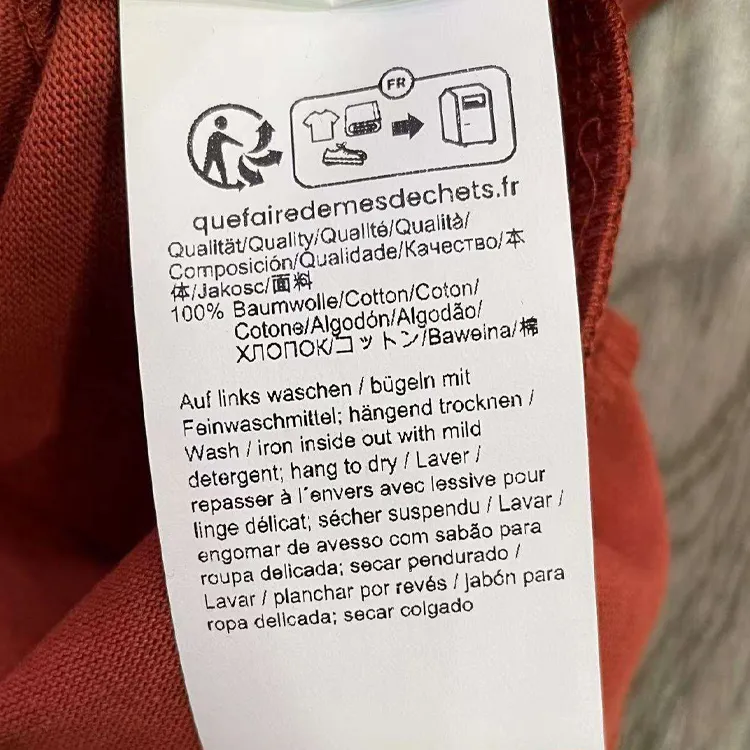 FR
quefairedemesdechets.fr
Qualität/Quality/Qualité/Qualità/
Composición/Qualidade/Качество/本
体/Jakosc/面料
100% Baumwolle/Cotton/Coton/
Cotone/Algodón/Algodão/
ХЛОПОК/コットン/Baweina/棉
Auf links waschen / bügeln mit
Feinwaschmittel; hängend trocknen /
Wash / iron inside out with mild
detergent; hang to dry / Laver /
repasser à l´envers avec lessive pour
linge délicat; sécher suspendu / Lavar /
engomar de avesso com sabão para
roupa delicada; secar pendurado /
Lavar / planchar por revés / jabón para
ropa delicada; secar colgado